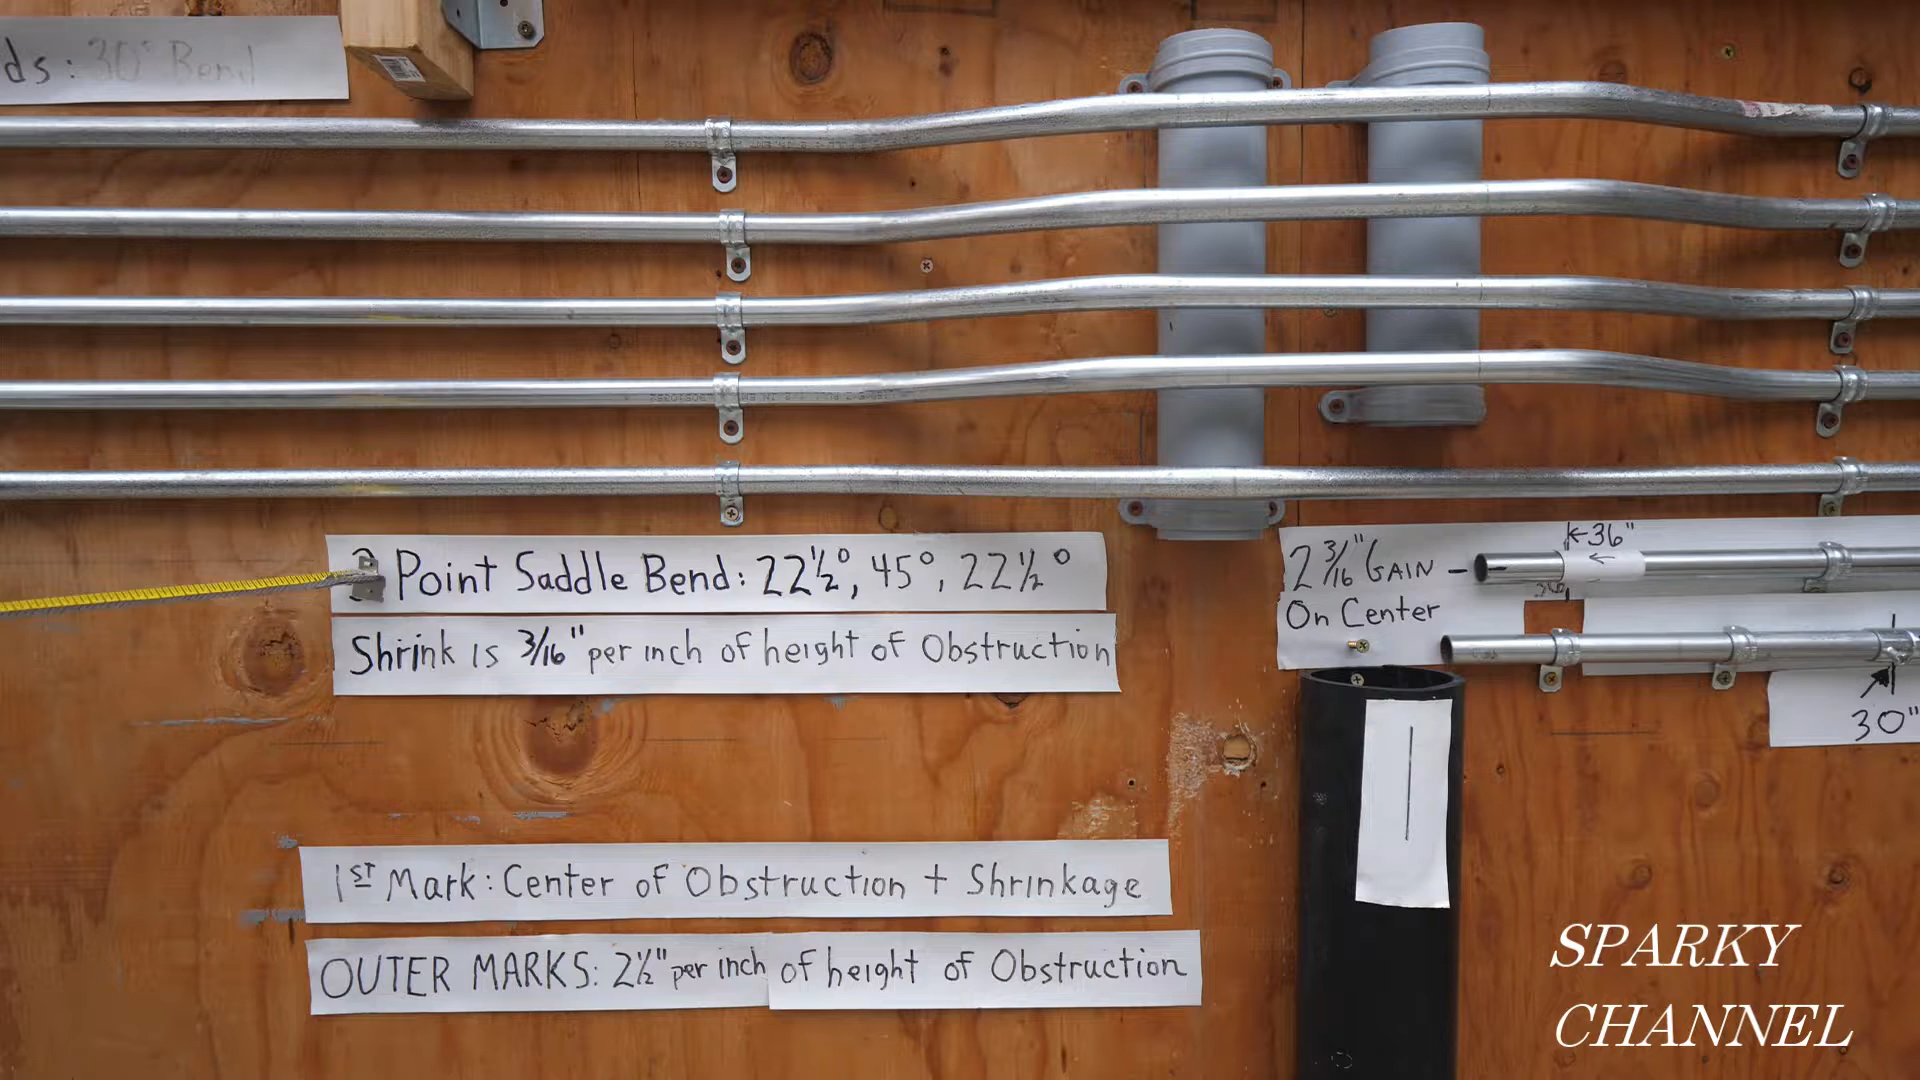 ds: 30° Bend
Point Saddle Bend: 22½°, 45°, 22½°
Shrink is 3/16" per inch of height of Obstruction
2 3/16" GAIN -
On Center
←36"
30"
1ST Mark: Center of Obstruction + Shrinkage
OUTER MARKS: 2½" per inch of height of Obstruction
SPARKY
CHANNEL